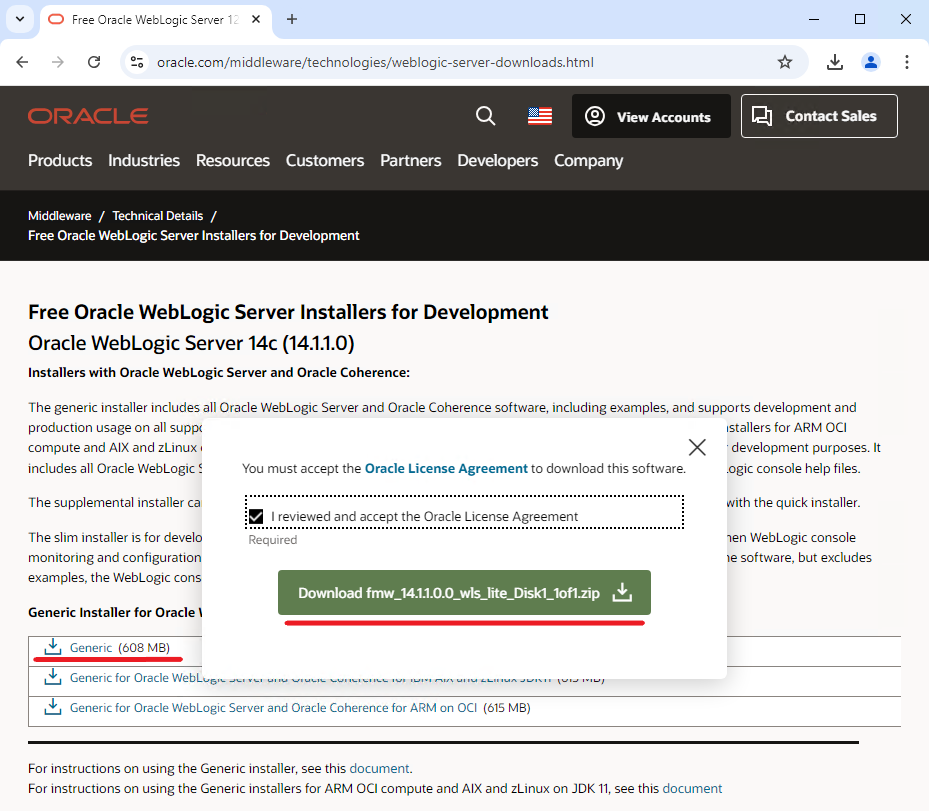 Free Oracle WebLogic Server 12
oracle.com/middleware/technologies/weblogic-server-downloads.html
ORACLE
View Accounts
Contact Sales
Products Industries Resources Customers Partners Developers Company
Middleware / Technical Details /
Free Oracle WebLogic Server Installers for Development
Free Oracle WebLogic Server Installers for Development
Oracle WebLogic Server 14c (14.1.1.0)
Installers with Oracle WebLogic Server and Oracle Coherence:
The generic installer includes all Oracle WebLogic Server and Oracle Coherence software, including examples, and supports development and
production usage on all supp stallers for ARM OCI
compute and AIX and zLinux development purposes. It
includes all Oracle WebLogic S ogic console help files.
The supplemental installer ca with the quick installer.
The slim installer is for develo en WebLogic console
monitoring and configuration e software, but excludes
examples, the WebLogic cons
You must accept the Oracle License Agreement to download this software.
I reviewed and accept the Oracle License Agreement
Required
Download fmw_14.1.1.0.0_wls_lite_Disk1_1of1.zip
Generic Installer for Oracle W
Generic (608 MB)
Generic for Oracle WebLogic Server and Oracle Coherence for IBM AIX and zLinux JDK11 (615 MB)
Generic for Oracle WebLogic Server and Oracle Coherence for ARM on OCI (615 MB)
For instructions on using the Generic installer, see this document.
For instructions on using the Generic installers for ARM OCI compute and AIX and zLinux on JDK 11, see this document